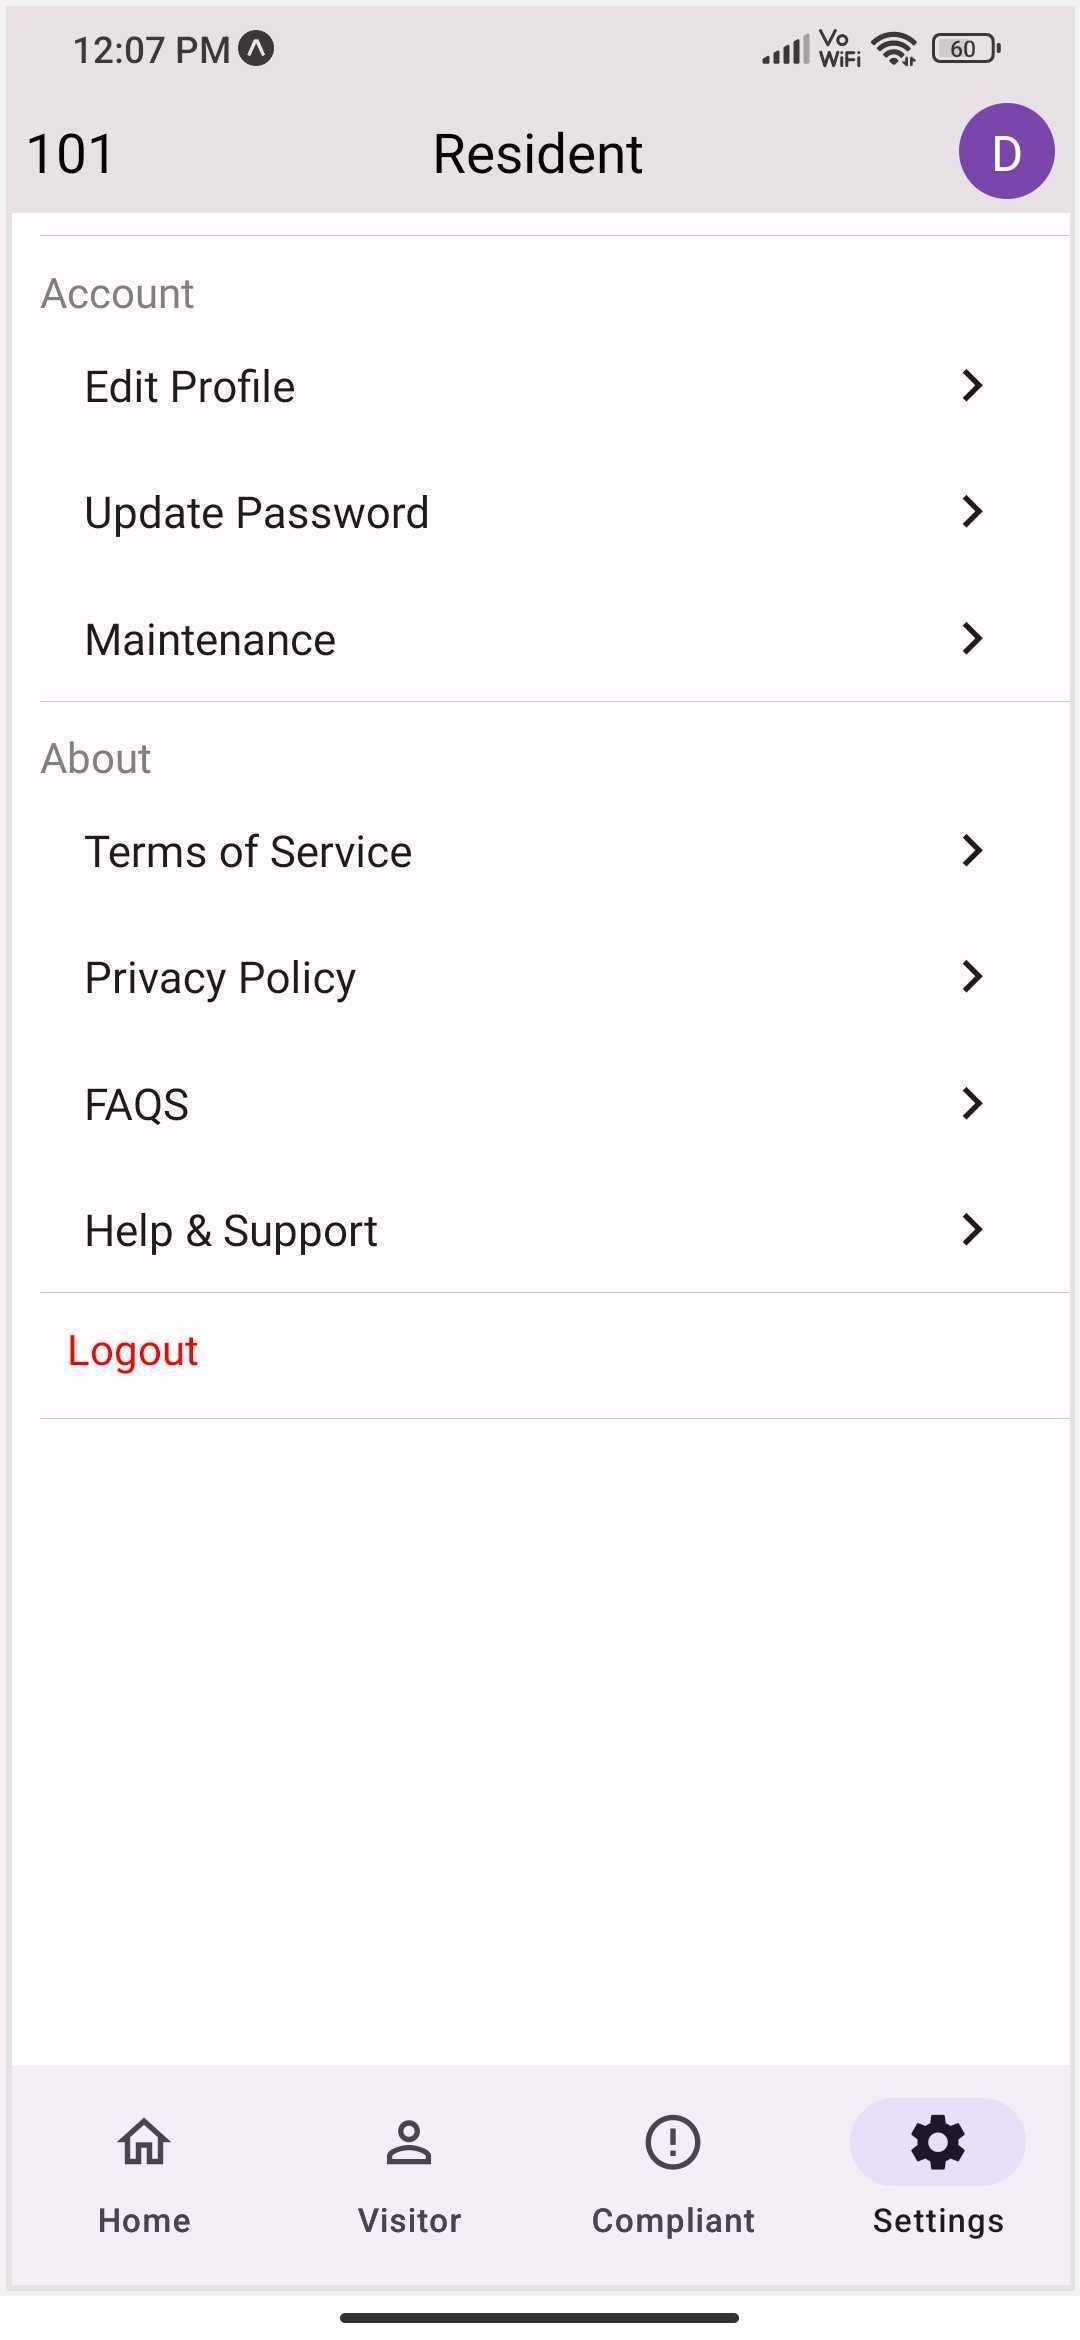 12:07 PM
Vo
WiFi
60
101
Resident
D
Account
Edit Profile
Update Password
Maintenance
About
Terms of Service
Privacy Policy
FAQS
Help & Support
Logout
Home
Visitor
Compliant
Settings